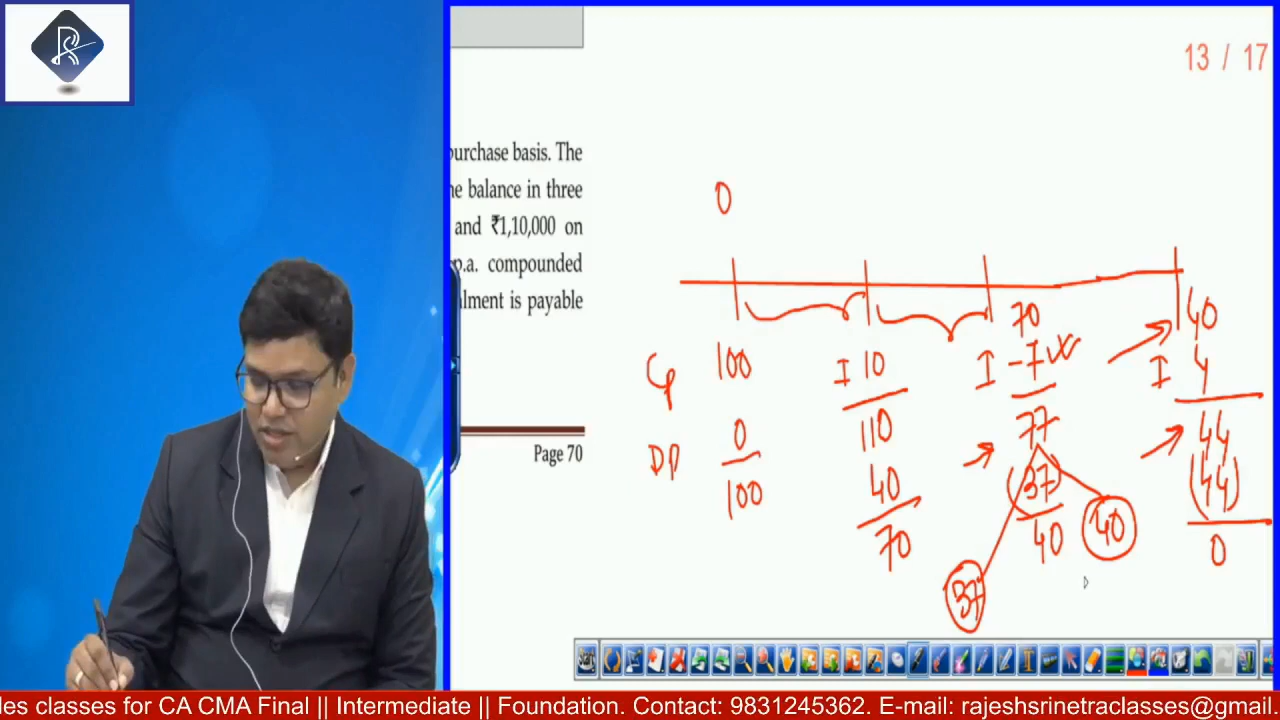 13 / 17
purchase basis. The
he balance in three
and ₹1,10,000 on
p.a. compounded
alment is payable
Page 70
0
70
40
CP 100 I 10 I -I I 4
110 77 44
DP 0 40 (37) (44)
100 70 40 40 0
37
Start
les classes for CA CMA Final || Intermediate || Foundation. Contact: 9831245362. E-mail: rajeshsrinetraclasses@gmail.